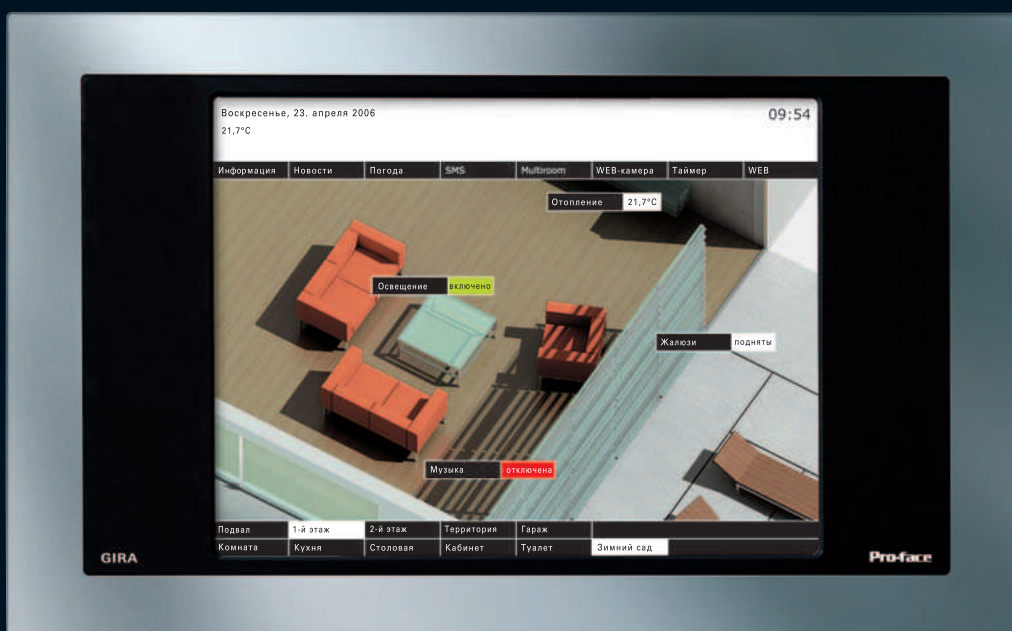 Воскресенье, 23. апреля 2006 09:54
21,7°C
Информация Новости Погода SMS Multiroom WEB-камера Таймер WEB
Отопление 21,7°C
Освещение включено
Жалюзи подняты
Музыка отключена
Подвал 1-й этаж 2-й этаж Территория Гараж
Комната Кухня Столовая Кабинет Туалет Зимний сад
GIRA Pro-face